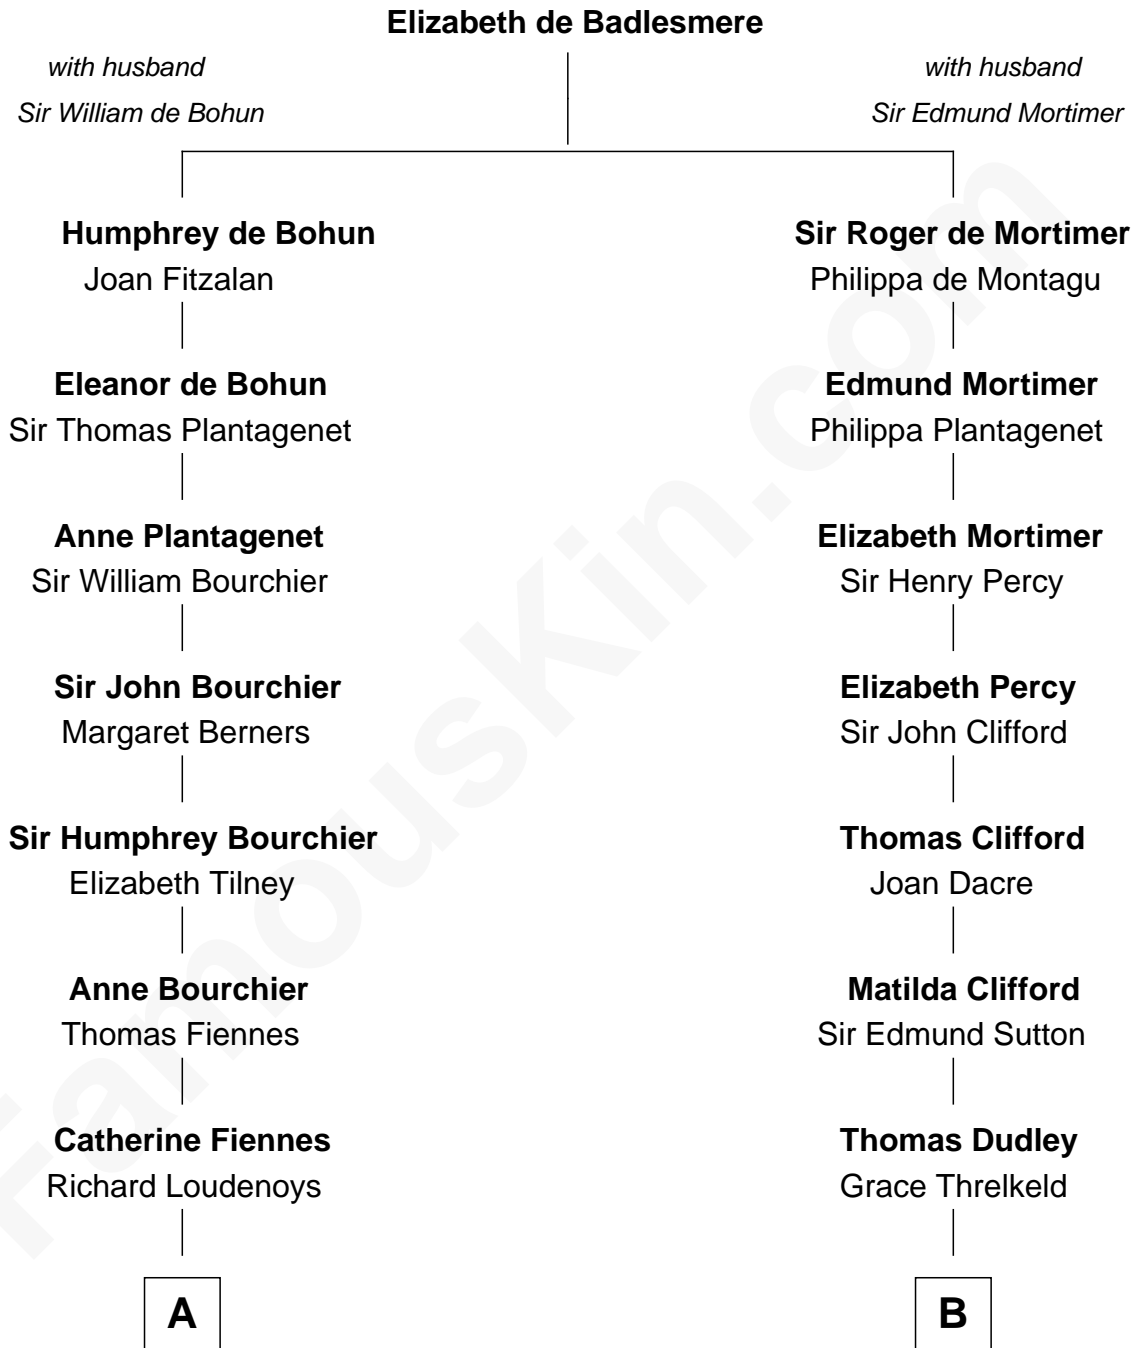 Elizabeth de Badlesmere
with husband
Sir William de Bohun
with husband
Sir Edmund Mortimer
Humphrey de Bohun
Joan Fitzalan
Eleanor de Bohun
Sir Thomas Plantagenet
Anne Plantagenet
Sir William Bourchier
Sir John Bourchier
Margaret Berners
Sir Humphrey Bourchier
Elizabeth Tilney
Anne Bourchier
Thomas Fiennes
Catherine Fiennes
Richard Loudenoys
A
Sir Roger de Mortimer
Philippa de Montagu
Edmund Mortimer
Philippa Plantagenet
Elizabeth Mortimer
Sir Henry Percy
Elizabeth Percy
Sir John Clifford
Thomas Clifford
Joan Dacre
Matilda Clifford
Sir Edmund Sutton
Thomas Dudley
Grace Threlkeld
B
FamousKin.com